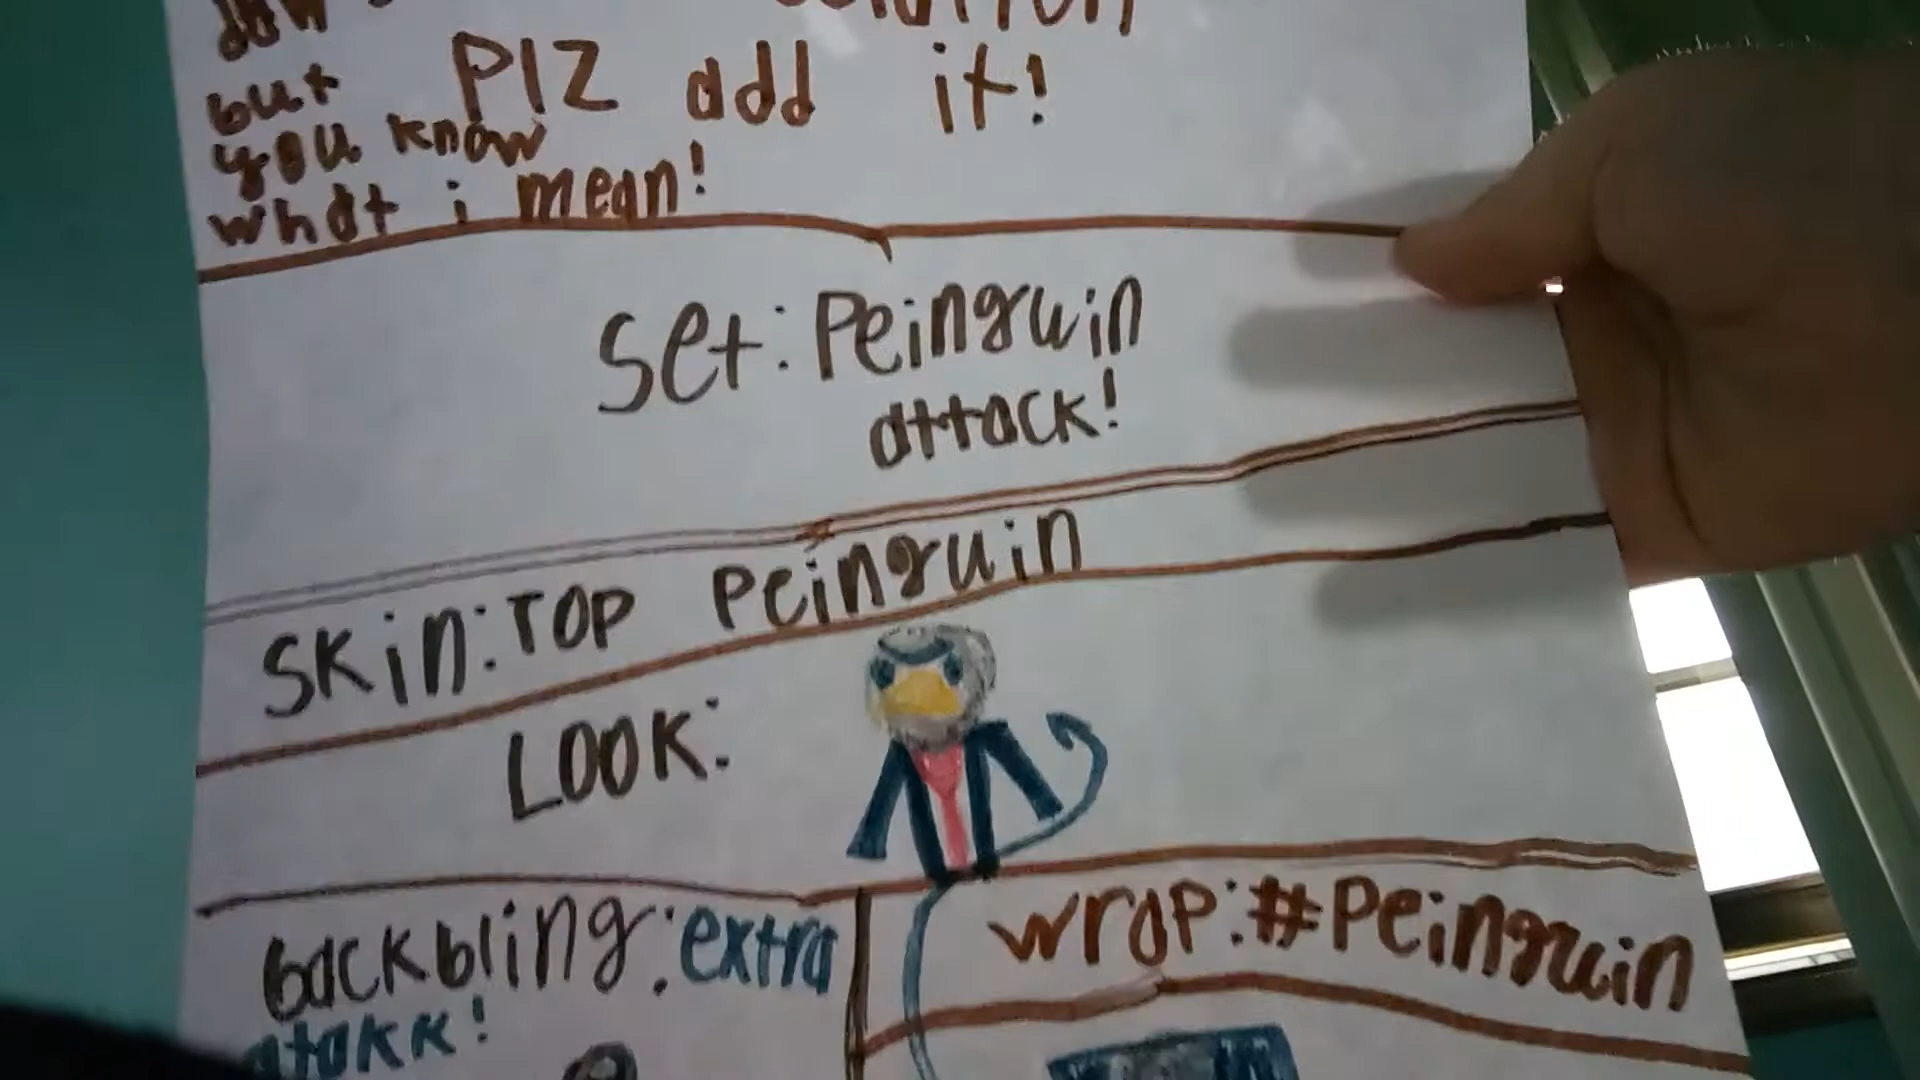 but PIZ add it!
you know
what i mean!
Set: Peinguin
attack!
Skin: TOP Peinguin
LOOK:
backbling: extra
atakk!
wrap: #Peinguin